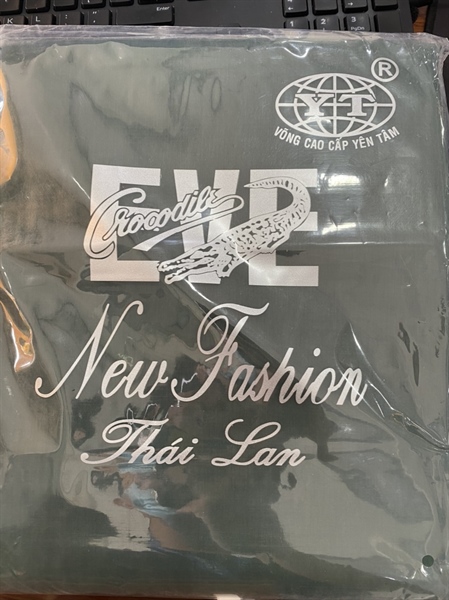 ®
YT
VÕNG CAO CẤP YÊN TÂM
EVE
Crocodile
New Fashion
Thái Lan